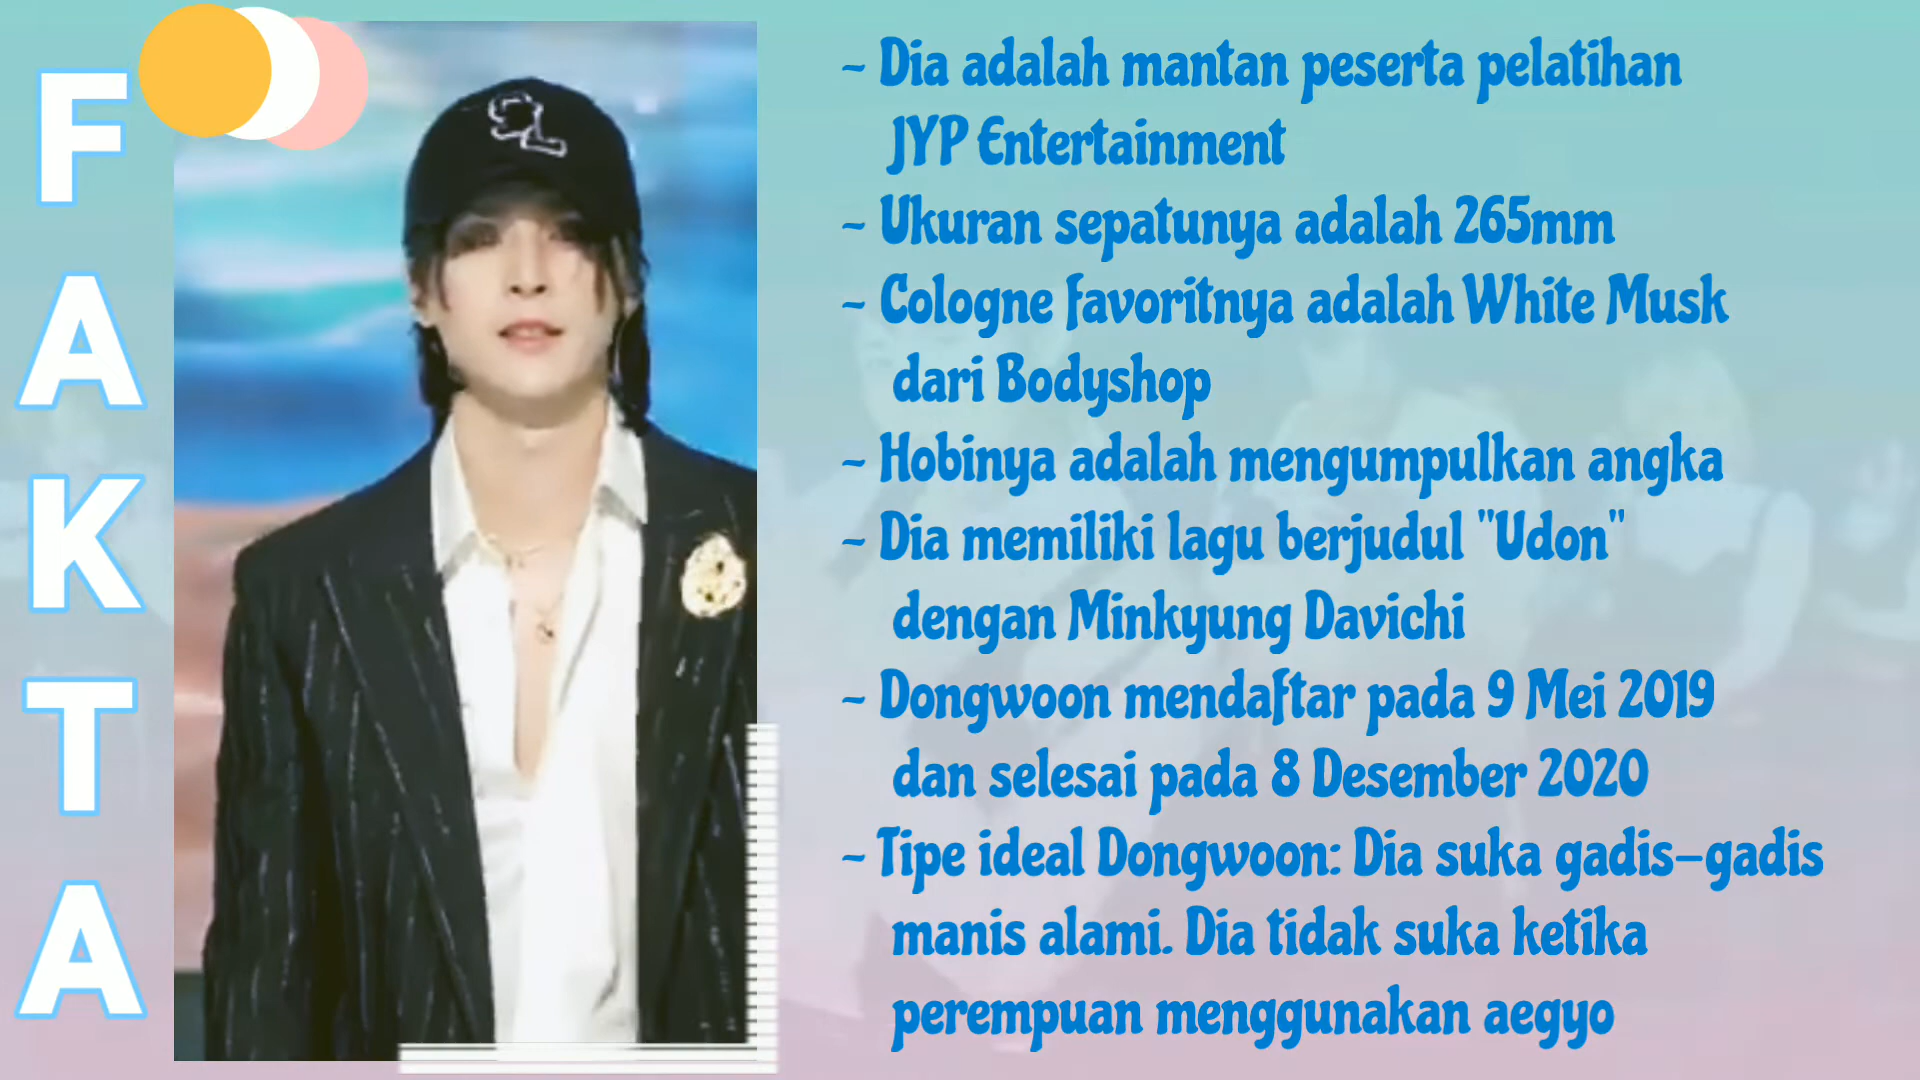 FAKTA
- Dia adalah mantan peserta pelatihan
JYP Entertainment
- Ukuran sepatunya adalah 265mm
- Cologne favoritnya adalah White Musk
dari Bodyshop
- Hobinya adalah mengumpulkan angka
- Dia memiliki lagu berjudul "Udon"
dengan Minkyung Davichi
- Dongwoon mendaftar pada 9 Mei 2019
dan selesai pada 8 Desember 2020
- Tipe ideal Dongwoon: Dia suka gadis-gadis
manis alami. Dia tidak suka ketika
perempuan menggunakan aegyo